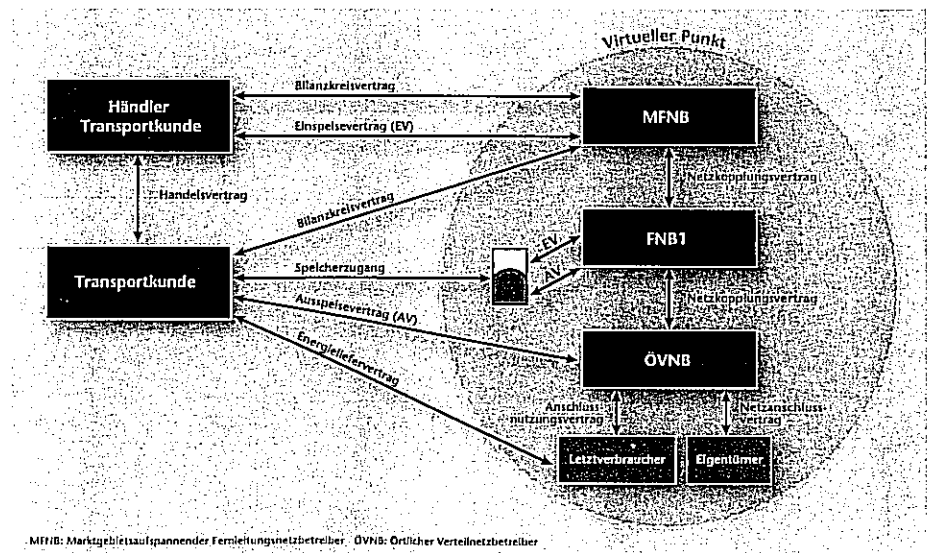 Virtueller Punkt
Bilanzkreisvertrag
Händler
Transportkunde
MFNB
Einspeisevertrag (EV)
Handelsvertrag
Bilanzkreisvertrag
Netzkopplungsvertrag
FNB1
EV
AV
Speicherzugang
Transportkunde
Ausspeisevertrag (AV)
Netzkopplungsvertrag
Energieliefervertrag
ÖVNB
Anschluss-
nutzungsvertrag
Netzanschluss-
vertrag
Letztverbraucher
Eigentümer
MFNB: Marktgebietsaufspannender Fernleitungsnetzbetreiber ÖVNB: Örtlicher Verteilnetzbetreiber